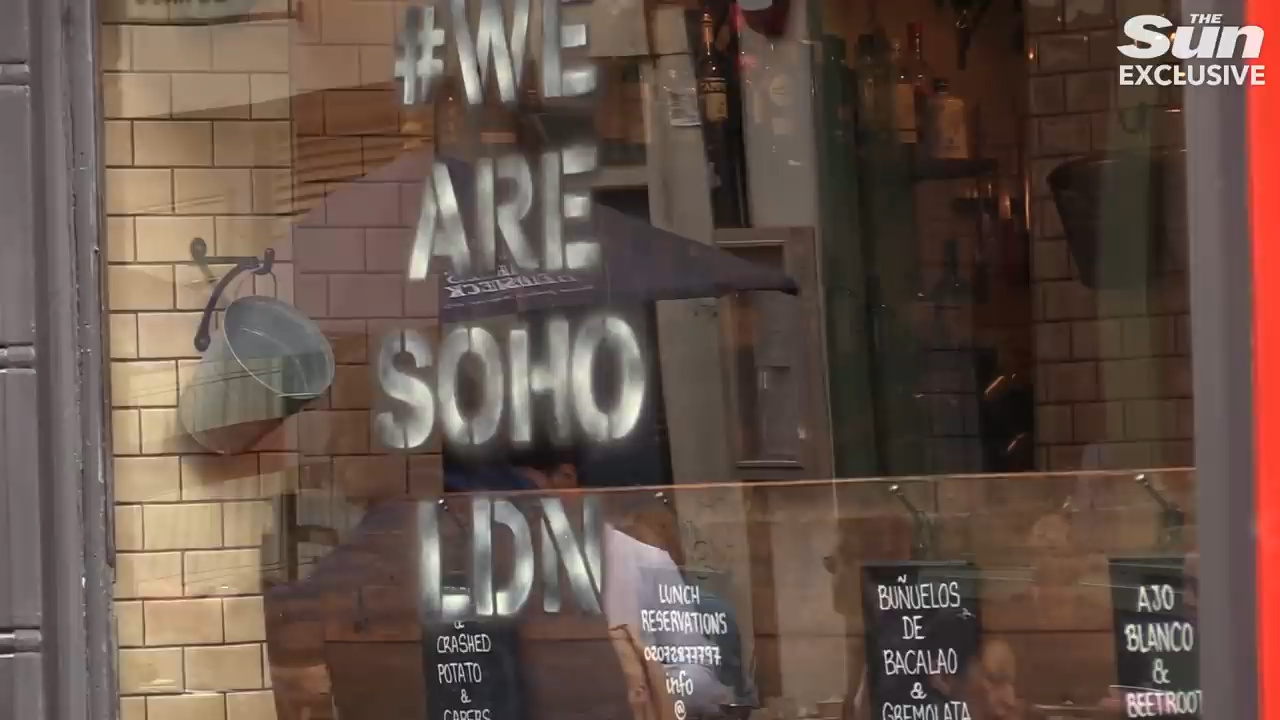 THE
Sun
EXCLUSIVE
#WE
ARE
SOHO
LDN
&
CRASHED
POTATO
&
CAPERS
LUNCH
RESERVATIONS
02072877797
info
@
BUÑUELOS
DE
BACALAO
&
GREMOLATA
AJO
BLANCO
&
BEETROOT